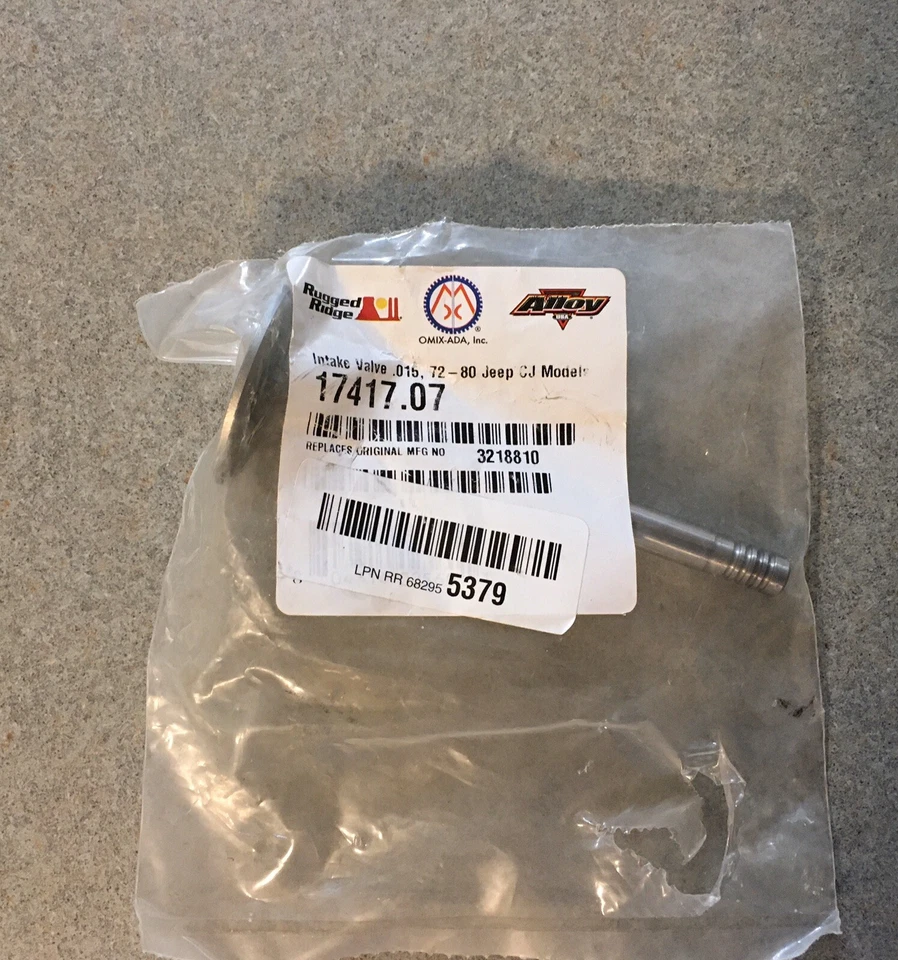 Rugged
Ridge
OMIX-ADA, Inc.
Alloy
USA
Intake Valve .015, 72-80 Jeep CJ Models
17417.07
REPLACES ORIGINAL MFG NO 3218810
LPN RR 68295 5379